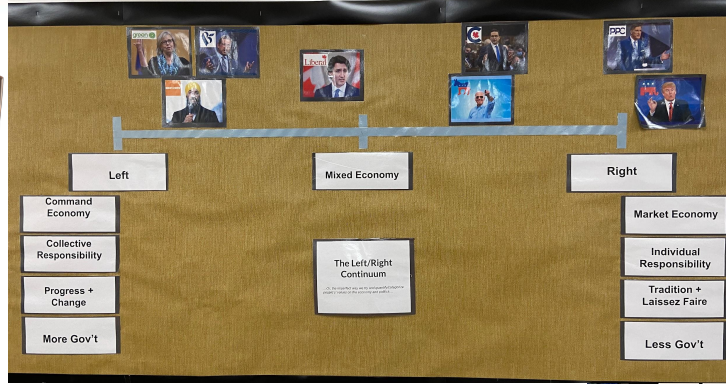 green
Liberal
C
PPC
Left
Mixed Economy
Right
Command
Economy
Collective
Responsibility
Progress +
Change
More Gov't
The Left/Right
Continuum
Market Economy
Individual
Responsibility
Tradition +
Laissez Faire
Less Gov't